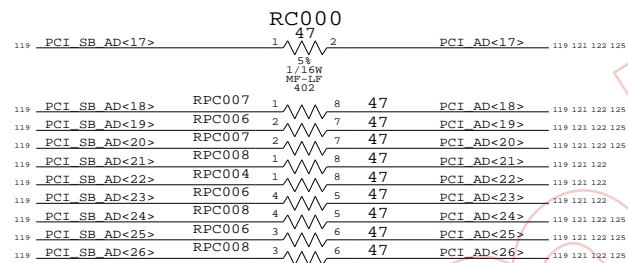 RC000
47
119 PCI_SB_AD<17> 1 2 PCI_AD<17> 119 121 122 125
5%
1/16W
MF-LF
402
119 PCI_SB_AD<18> RPC007 1 8 47 PCI_AD<18> 119 121 122 125
119 PCI_SB_AD<19> RPC006 2 7 47 PCI_AD<19> 119 121 122 125
119 PCI_SB_AD<20> RPC007 2 7 47 PCI_AD<20> 119 121 122 125
119 PCI_SB_AD<21> RPC008 1 8 47 PCI_AD<21> 119 121 122
119 PCI_SB_AD<22> RPC004 1 8 47 PCI_AD<22> 119 121 122
119 PCI_SB_AD<23> RPC006 4 5 47 PCI_AD<23> 119 121 122
119 PCI_SB_AD<24> RPC008 4 5 47 PCI_AD<24> 119 121 122 125
119 PCI_SB_AD<25> RPC006 3 6 47 PCI_AD<25> 119 121 122 125
119 PCI_SB_AD<26> RPC008 3 6 47 PCI_AD<26> 119 121 122 125